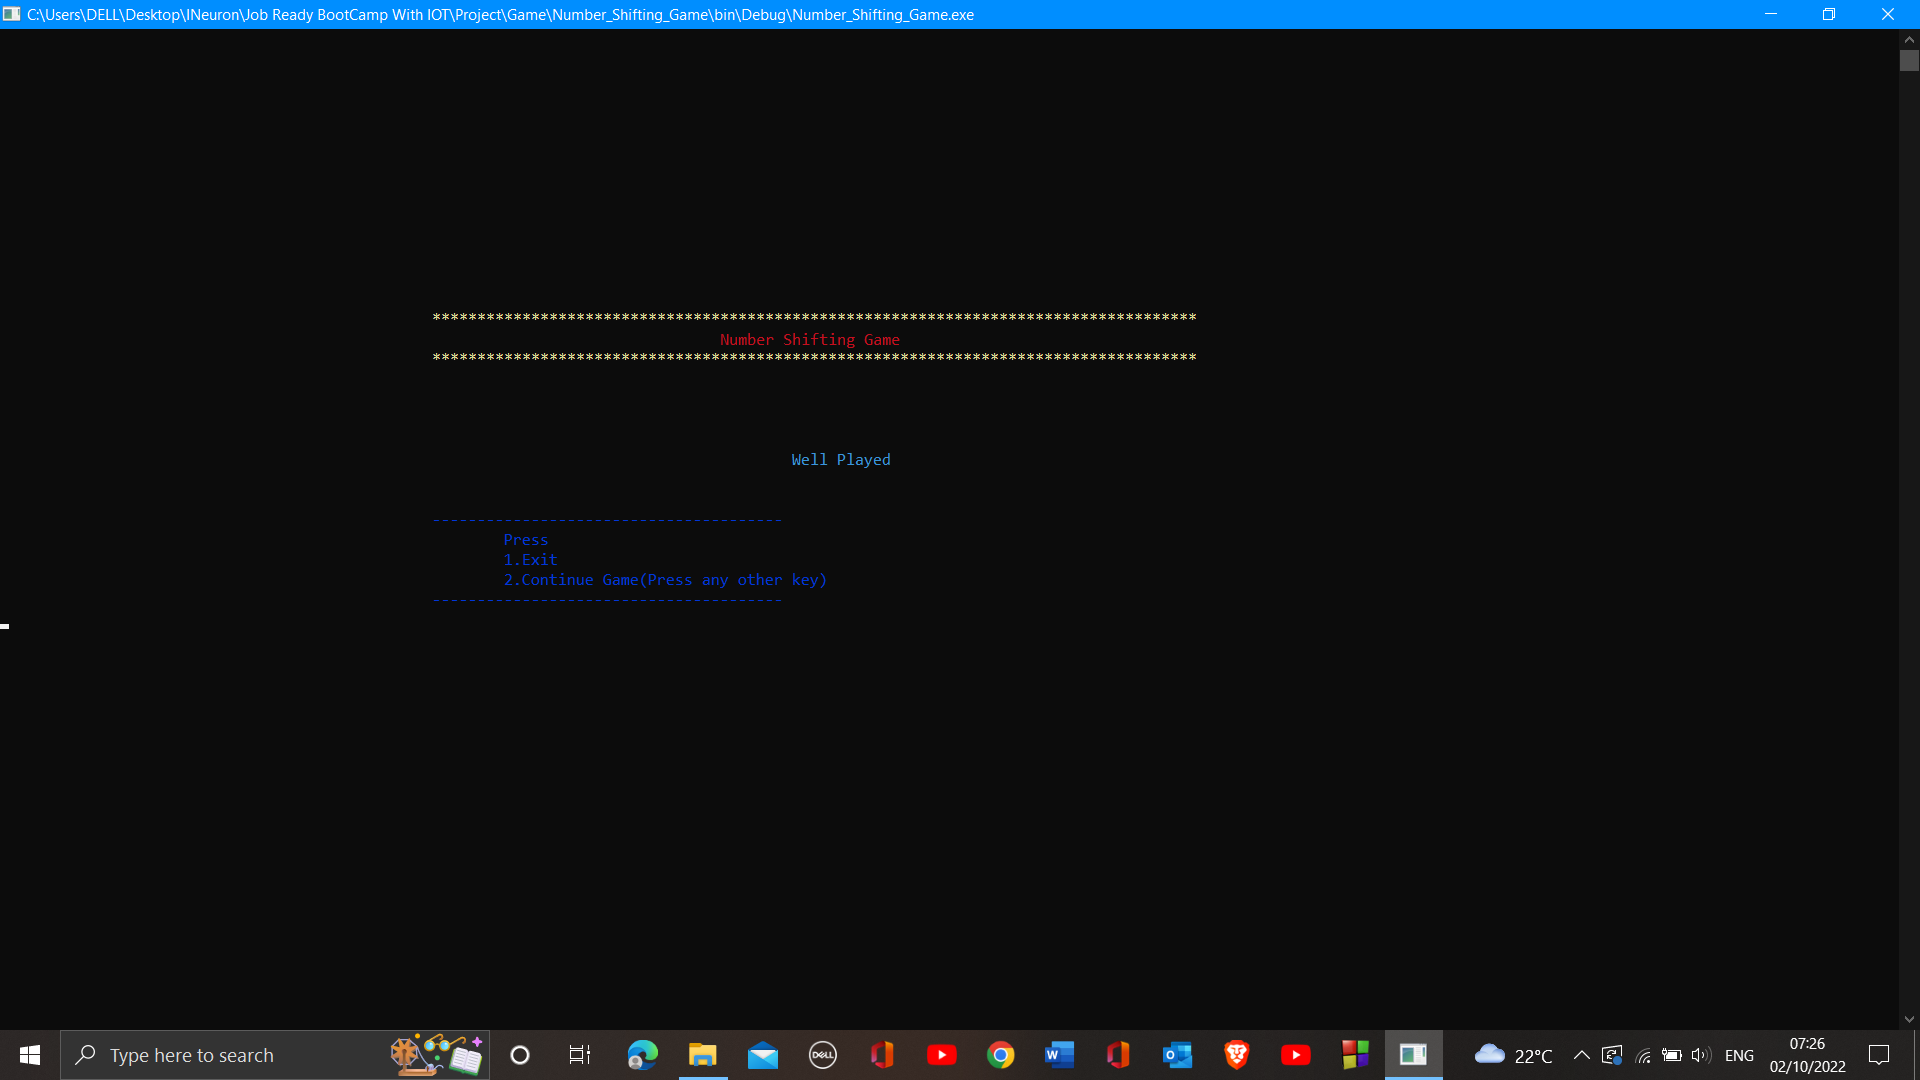 C:\Users\DELL\Desktop\INeuron\Job Ready BootCamp With IOT\Project\Game\Number_Shifting_Game\bin\Debug\Number_Shifting_Game.exe
*************************************************************************************
Number Shifting Game
*************************************************************************************
Well Played
---------------------------------------
Press
1.Exit
2.Continue Game(Press any other key)
---------------------------------------
Type here to search
DELL
22°C
ENG
07:26
02/10/2022